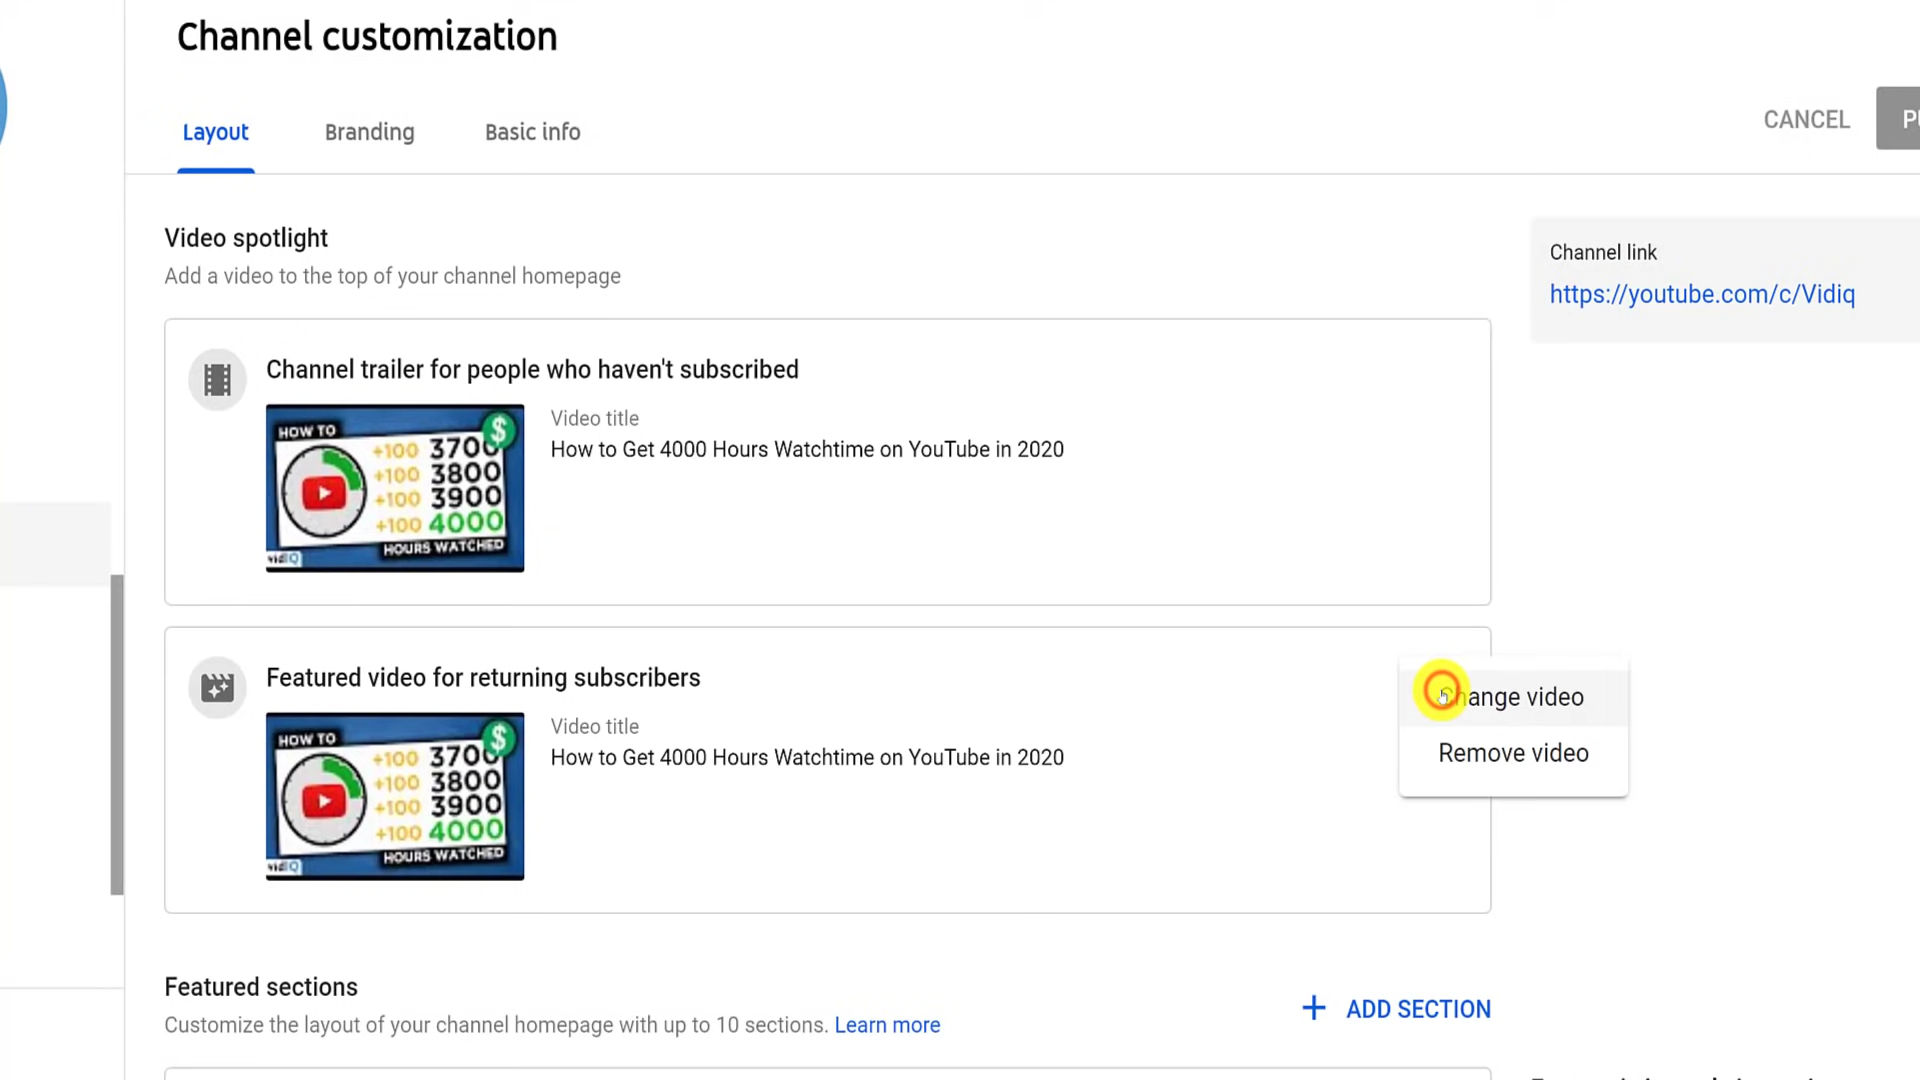 Channel customization
Layout
Branding
Basic info
CANCEL
Video spotlight
Add a video to the top of your channel homepage
Channel link
https://youtube.com/c/Vidiq
Channel trailer for people who haven't subscribed
HOW TO
$
+100 3700
+100 3800
+100 3900
+100 4000
HOURS WATCHED
vidIQ
Video title
How to Get 4000 Hours Watchtime on YouTube in 2020
Featured video for returning subscribers
HOW TO
$
+100 3700
+100 3800
+100 3900
+100 4000
HOURS WATCHED
vidIQ
Video title
How to Get 4000 Hours Watchtime on YouTube in 2020
Change video
Remove video
Featured sections
Customize the layout of your channel homepage with up to 10 sections. Learn more
+ ADD SECTION